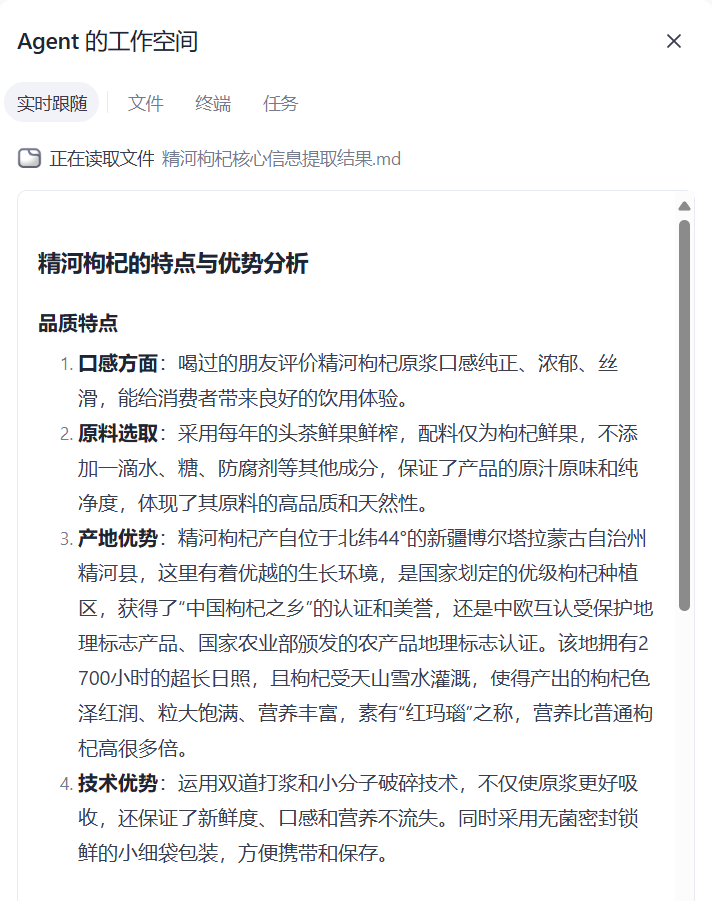 Agent 的工作空间
实时跟随 文件 终端 任务
正在读取文件 精河枸杞核心信息提取结果.md
精河枸杞的特点与优势分析
品质特点
1. 口感方面：喝过的朋友评价精河枸杞原浆口感纯正、浓郁、丝
滑，能给消费者带来良好的饮用体验。
2. 原料选取：采用每年的头茶鲜果鲜榨，配料仅为枸杞鲜果，不添
加一滴水、糖、防腐剂等其他成分，保证了产品的原汁原味和纯
净度，体现了其原料的高品质和天然性。
3. 产地优势：精河枸杞产自位于北纬44°的新疆博尔塔拉蒙古自治州
精河县，这里有着优越的生长环境，是国家划定的优级枸杞种植
区，获得了“中国枸杞之乡”的认证和美誉，还是中欧互认受保护地
理标志产品、国家农业部颁发的农产品地理标志认证。该地拥有2
700小时的超长日照，且枸杞受天山雪水灌溉，使得产出的枸杞色
泽红润、粒大饱满、营养丰富，素有“红玛瑙”之称，营养比普通枸
杞高很多倍。
4. 技术优势：运用双道打浆和小分子破碎技术，不仅使原浆更好吸
收，还保证了新鲜度、口感和营养不流失。同时采用无菌密封锁
鲜的小细袋包装，方便携带和保存。